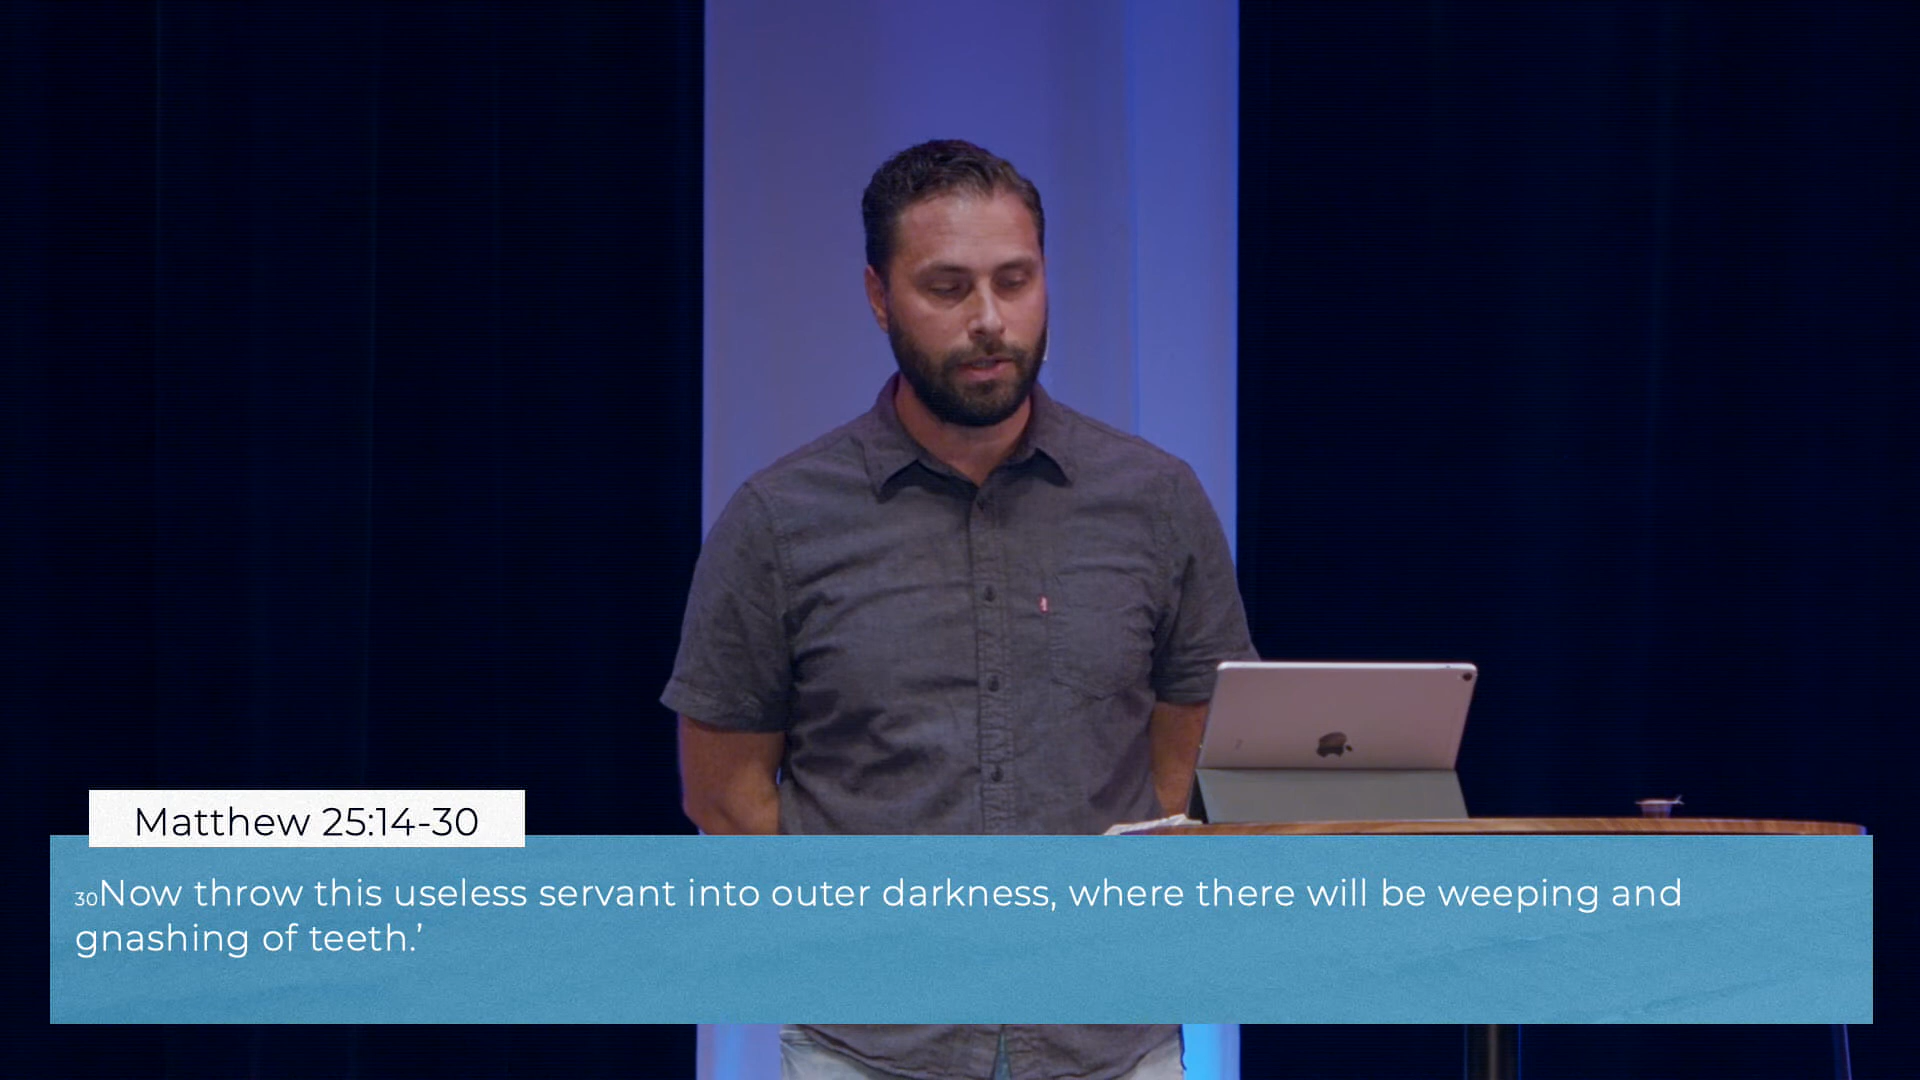 Matthew 25:14-30
30Now throw this useless servant into outer darkness, where there will be weeping and
gnashing of teeth.’